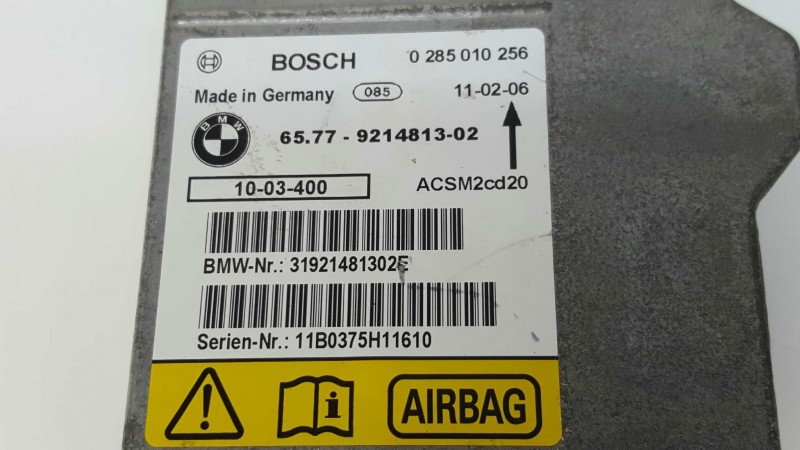 BOSCH 0 285 010 256
Made in Germany 085 11-02-06
BMW 65.77 - 9214813-02
10-03-400 ACSM2cd20
BMW-Nr.: 31921481302E
Serien-Nr.: 11B0375H11610
AIRBAG